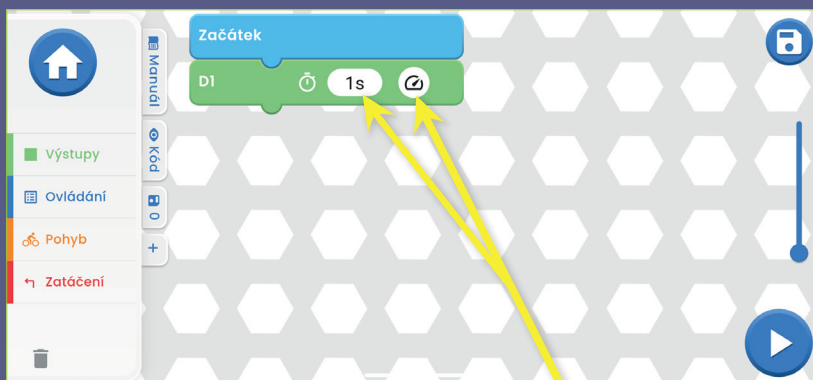 Začátek
D1 1s
Manuál
Kód
0
+
Výstupy
Ovládání
Pohyb
Zatáčení